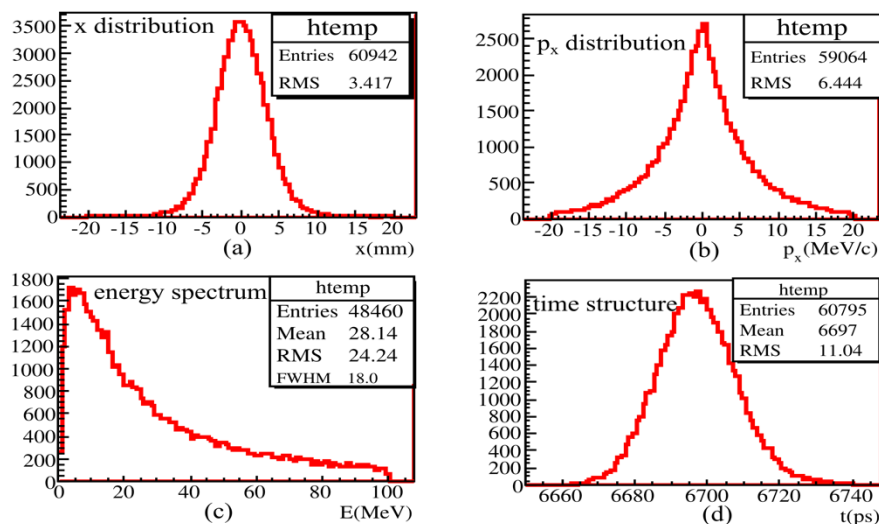 x distribution
htemp
Entries 60942
RMS 3.417
3500
3000
2500
2000
1500
1000
500
0
-20 -15 -10 -5 0 5 10 15 20
(a) x(mm)
p_x distribution
htemp
Entries 59064
RMS 6.444
2500
2000
1500
1000
500
0
-20 -15 -10 -5 0 5 10 15 20
(b) p_x(MeV/c)
energy spectrum
htemp
Entries 48460
Mean 28.14
RMS 24.24
FWHM 18.0
1800
1600
1400
1200
1000
800
600
400
200
0
0 20 40 60 80 100
(c) E(MeV)
time structure
htemp
Entries 60795
Mean 6697
RMS 11.04
2200
2000
1800
1600
1400
1200
1000
800
600
400
200
0
6660 6680 6700 6720 6740
(d) t(ps)